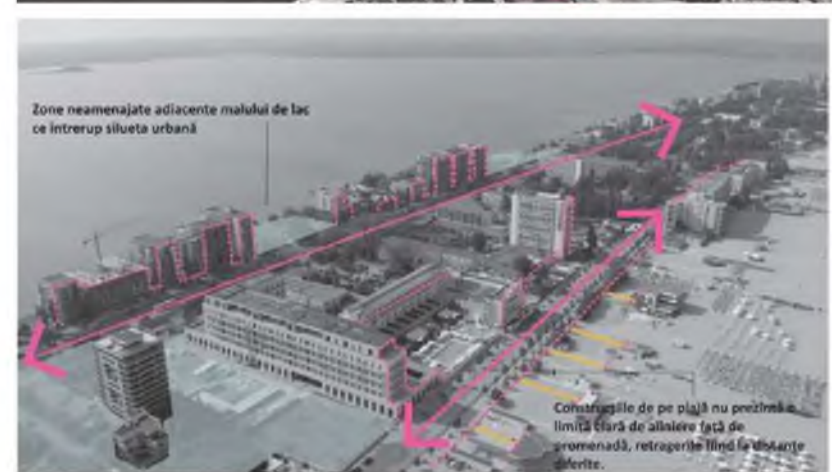 Zone neamenajate adiacente malului de lac
ce întrerup silueta urbană
Construcțiile de pe plajă nu prezintă o
limită clară de aliniere față de
promenadă, retragerile fiind la distanțe
diferite.